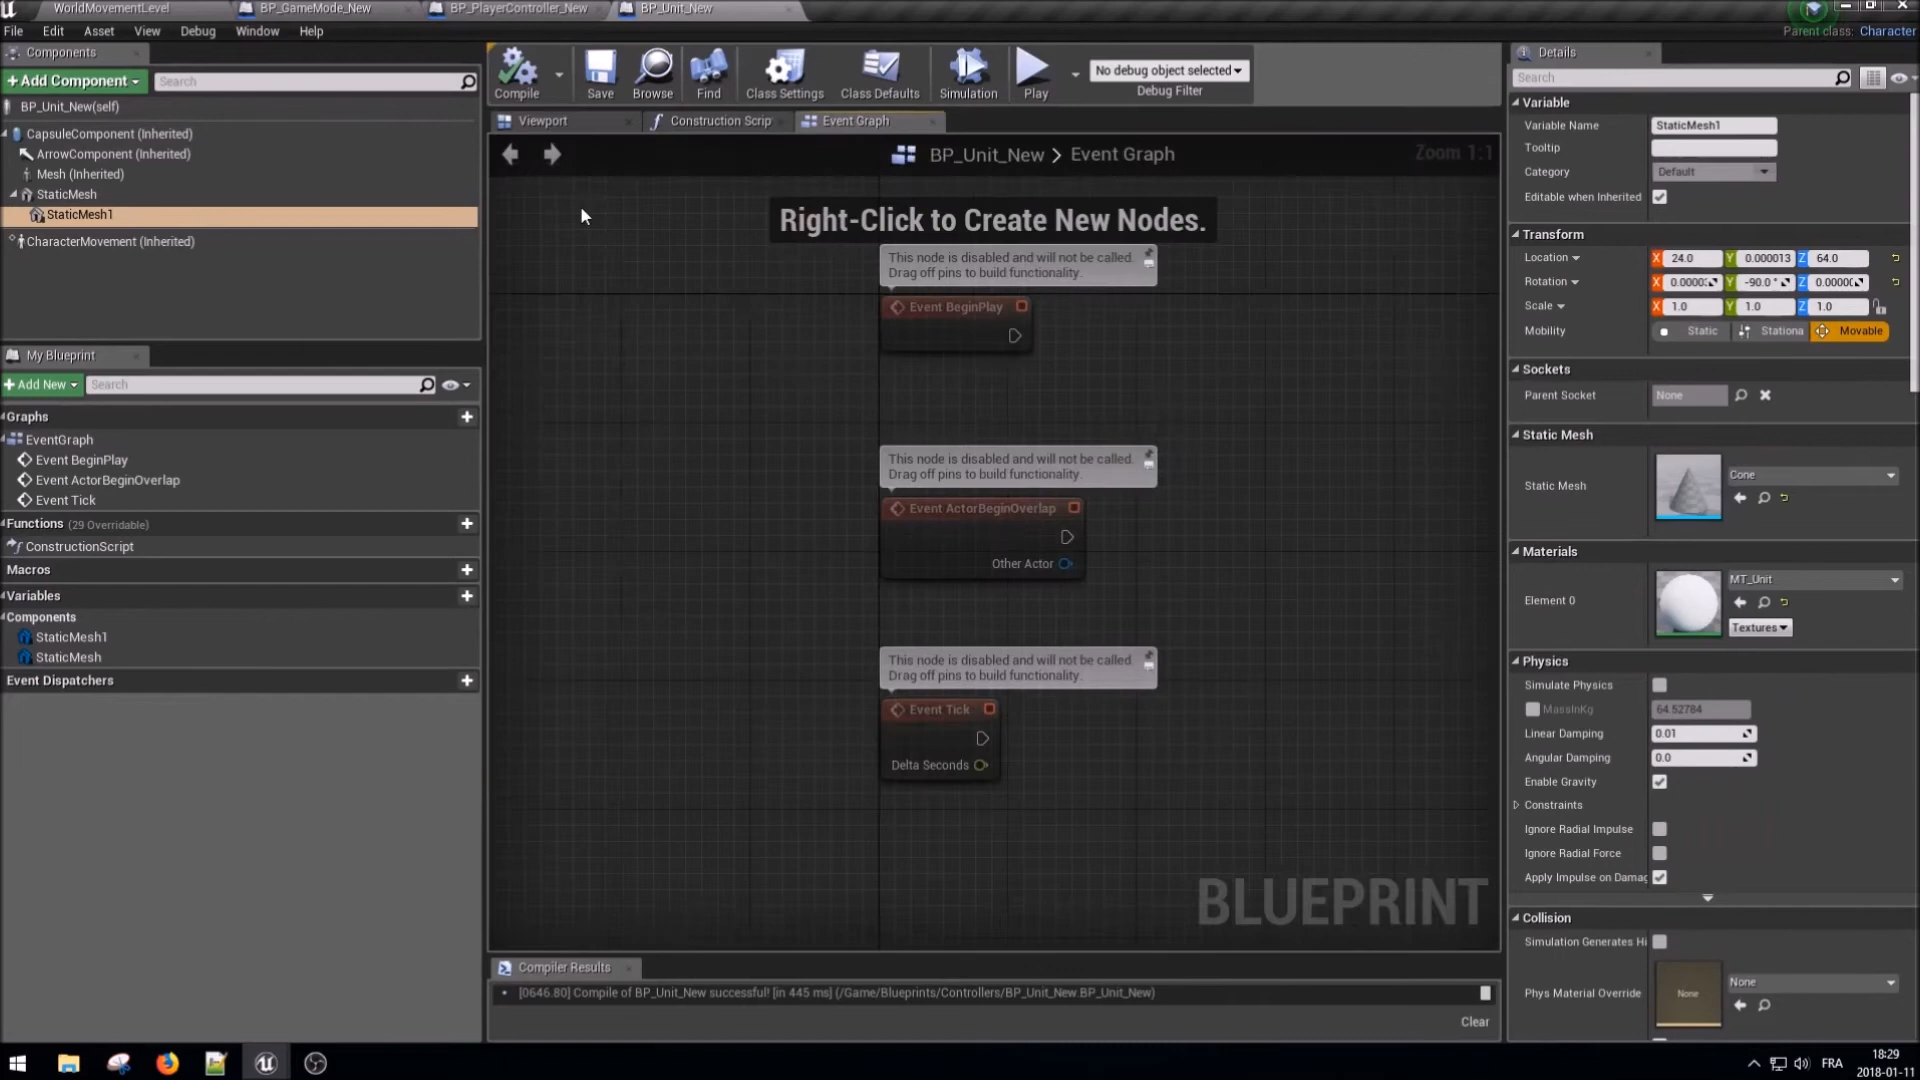 WorldMovementLevel
BP_GameMode_New
BP_PlayerController_New
BP_Unit_New
File Edit Asset View Debug Window Help
Parent class: Character
Components
+ Add Component
Search
BP_Unit_New(self)
CapsuleComponent (Inherited)
ArrowComponent (Inherited)
Mesh (Inherited)
StaticMesh
StaticMesh1
CharacterMovement (Inherited)
My Blueprint
+ Add New
Search
Graphs
EventGraph
Event BeginPlay
Event ActorBeginOverlap
Event Tick
Functions (29 Overridable)
ConstructionScript
Macros
Variables
Components
StaticMesh1
StaticMesh
Event Dispatchers
Compile
Save
Browse
Find
Class Settings
Class Defaults
Simulation
Play
No debug object selected
Debug Filter
Viewport
Construction Scrip
Event Graph
BP_Unit_New > Event Graph
Zoom 1:1
Right-Click to Create New Nodes.
This node is disabled and will not be called.
Drag off pins to build functionality.
Event BeginPlay
This node is disabled and will not be called.
Drag off pins to build functionality.
Event ActorBeginOverlap
Other Actor
This node is disabled and will not be called.
Drag off pins to build functionality.
Event Tick
Delta Seconds
BLUEPRINT
Compiler Results
[0646.80] Compile of BP_Unit_New successful! [in 445 ms] (/Game/Blueprints/Controllers/BP_Unit_New.BP_Unit_New)
Clear
Details
Search
Variable
Variable Name StaticMesh1
Tooltip
Category Default
Editable when Inherited
Transform
Location X 24.0 Y 0.000013 Z 64.0
Rotation X 0.0000 Y -90.0 ° Z 0.0000
Scale X 1.0 Y 1.0 Z 1.0
Mobility Static Stationa Movable
Sockets
Parent Socket None
Static Mesh
Static Mesh Cone
Materials
Element 0 MT_Unit
Textures
Physics
Simulate Physics
MassInKg 64.52784
Linear Damping 0.01
Angular Damping 0.0
Enable Gravity
Constraints
Ignore Radial Impulse
Ignore Radial Force
Apply Impulse on Damag
Collision
Simulation Generates Hi
Phys Material Override None None
FRA
18:29
2018-01-11